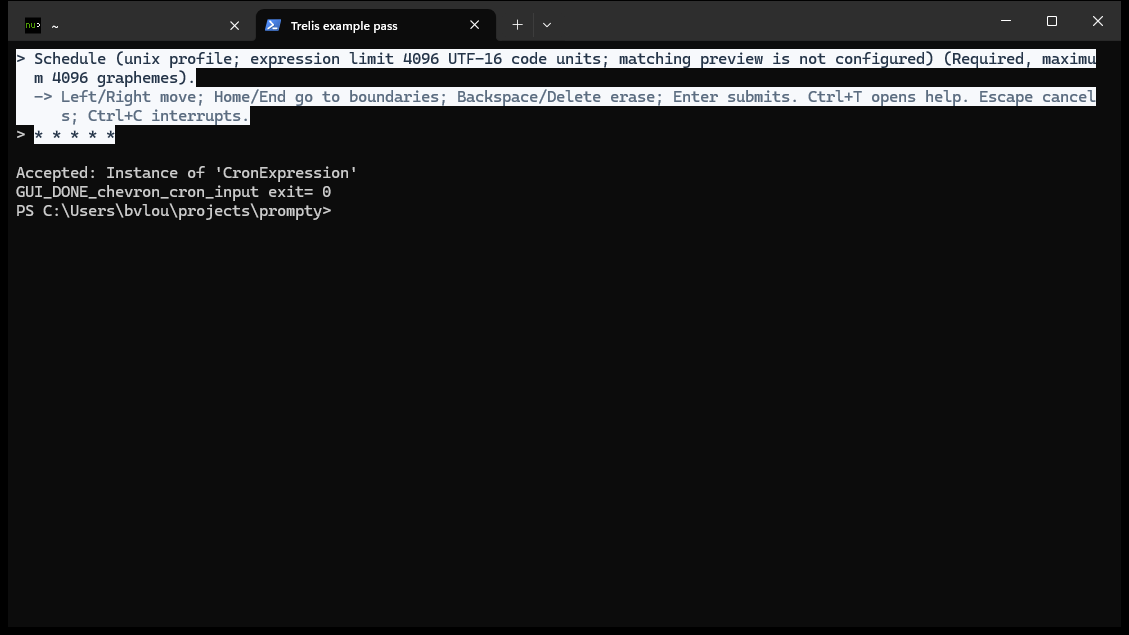 nu> ~
Trelis example pass
> Schedule (unix profile; expression limit 4096 UTF-16 code units; matching preview is not configured) (Required, maximu
m 4096 graphemes).
-> Left/Right move; Home/End go to boundaries; Backspace/Delete erase; Enter submits. Ctrl+T opens help. Escape cancel
s; Ctrl+C interrupts.
> * * * * *
Accepted: Instance of 'CronExpression'
GUI_DONE_chevron_cron_input exit= 0
PS C:\Users\bvlou\projects\prompty>